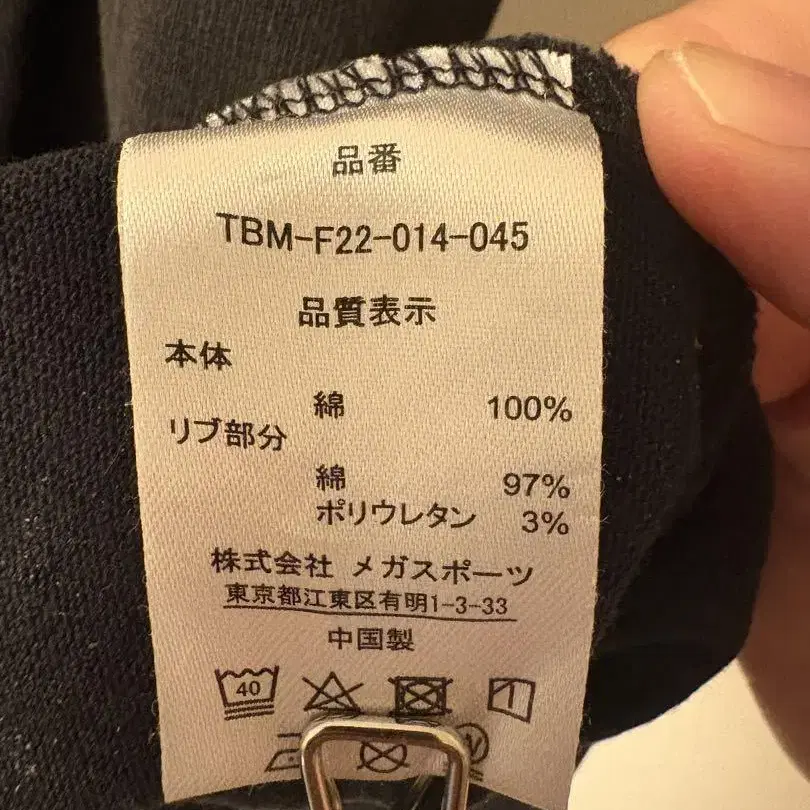 品番
TBM-F22-014-045
品質表示
本体
綿 100%
リブ部分
綿 97%
ポリウレタン 3%
株式会社 メガスポーツ
東京都江東区有明1-3-33
中国製
40